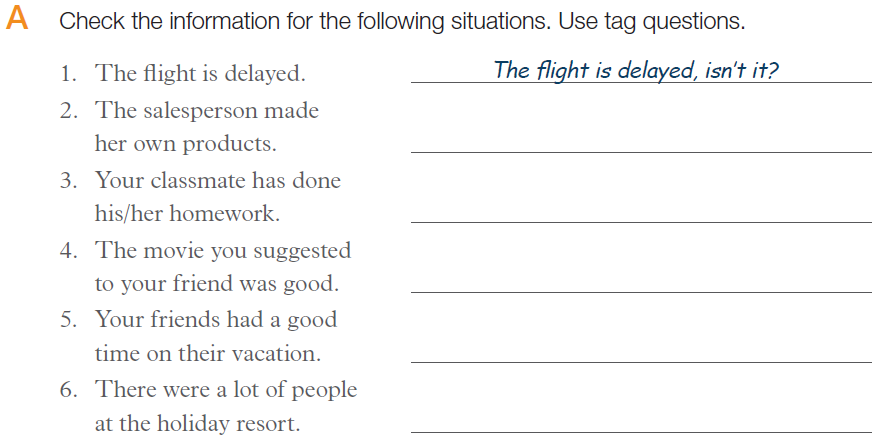 A Check the information for the following situations. Use tag questions.
1. The flight is delayed. The flight is delayed, isn't it?
2. The salesperson made
her own products.
3. Your classmate has done
his/her homework.
4. The movie you suggested
to your friend was good.
5. Your friends had a good
time on their vacation.
6. There were a lot of people
at the holiday resort.